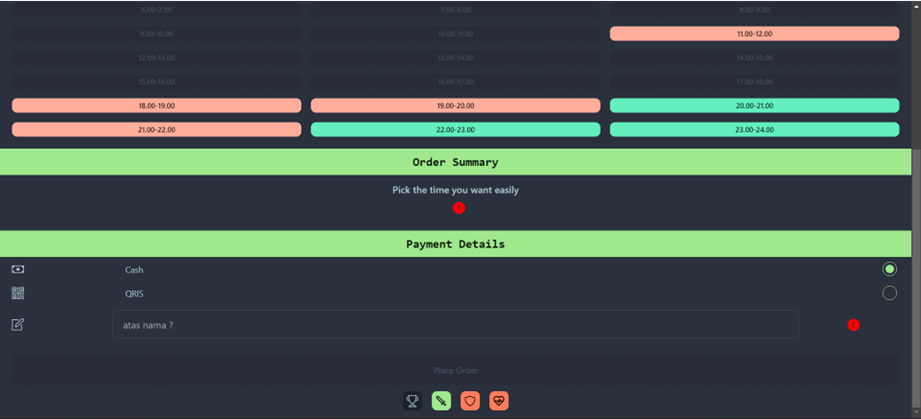 6.00-7.00 7.00-8.00 8.00-9.00
9.00-10.00 10.00-11.00 11.00-12.00
12.00-13.00 13.00-14.00 14.00-15.00
15.00-16.00 16.00-17.00 17.00-18.00
18.00-19.00 19.00-20.00 20.00-21.00
21.00-22.00 22.00-23.00 23.00-24.00
Order Summary
Pick the time you want easily
Payment Details
Cash
QRIS
atas nama ?
Place Order